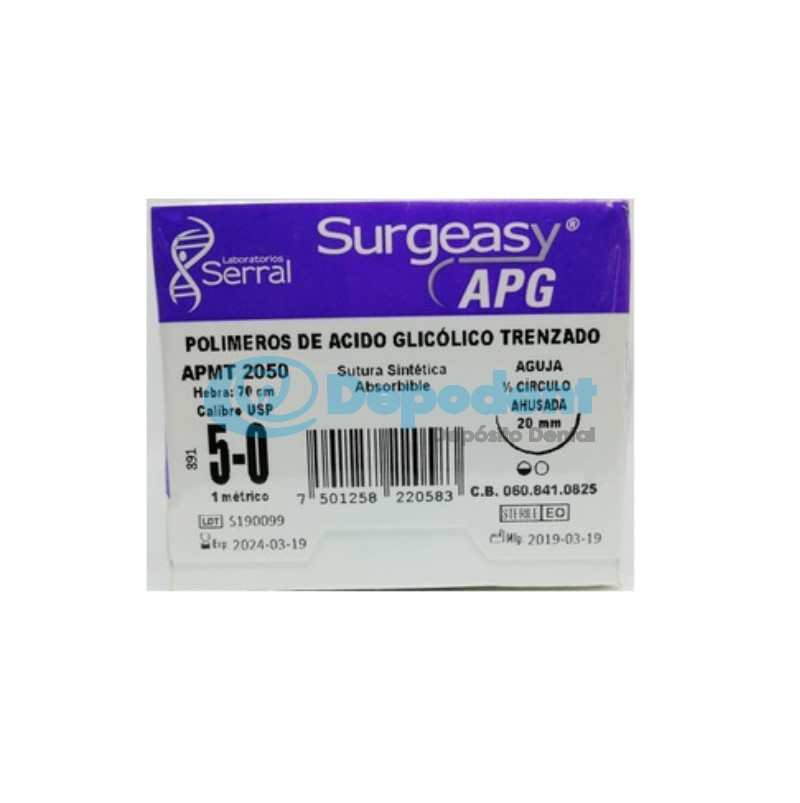 Laboratorios
Serral
Surgeasy®
APG
POLIMEROS DE ACIDO GLICÓLICO TRENZADO
APMT 2050
Hebra: 70 cm
Calibre USP
5-0
1 métrico
891
Sutura Sintética
Absorbible
AGUJA
½ CÍRCULO
AHUSADA
20 mm
Depodent
Depósito Dental
7 501258 220583
C.B. 060.841.0825
LOT S190099
STERILE EO
Exp: 2024-03-19
Mfg: 2019-03-19